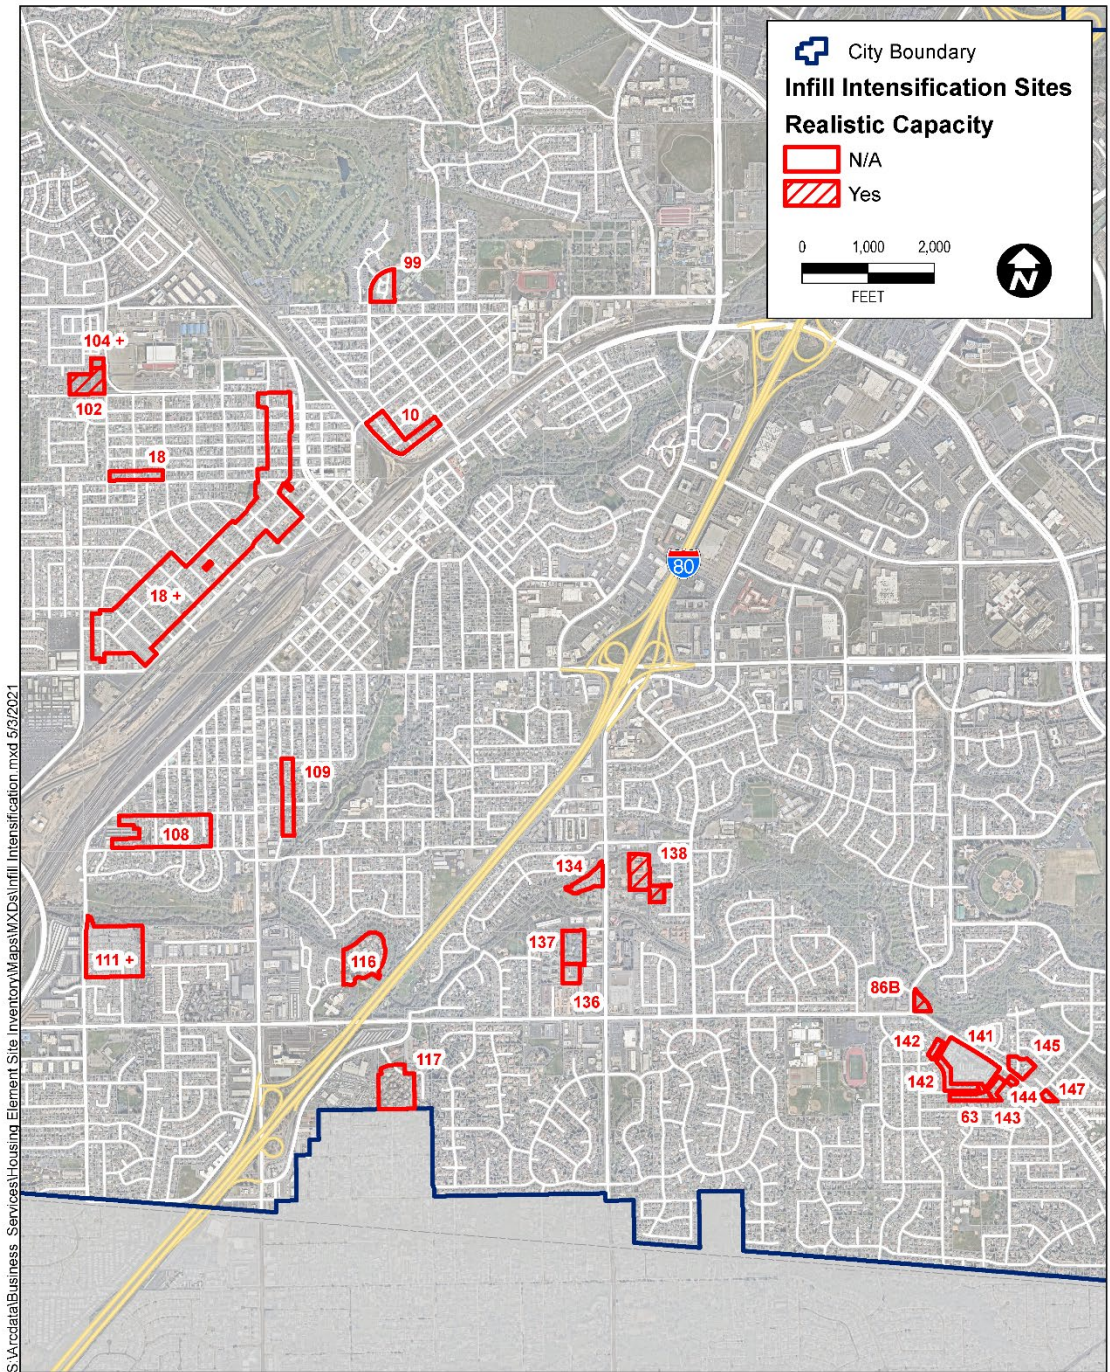 City Boundary
Infill Intensification Sites
Realistic Capacity
N/A
Yes
0 1,000 2,000
FEET
N
99
104 +
102
10
18
18 +
80
109
108
138
134
137
116
111 +
136
86B
141
142
145
117
142
147
144
63
143
S:\Arcdata\Business Services\Housing Element Site Inventory\Maps\MXDs\Infill Intensification.mxd 5/3/2021